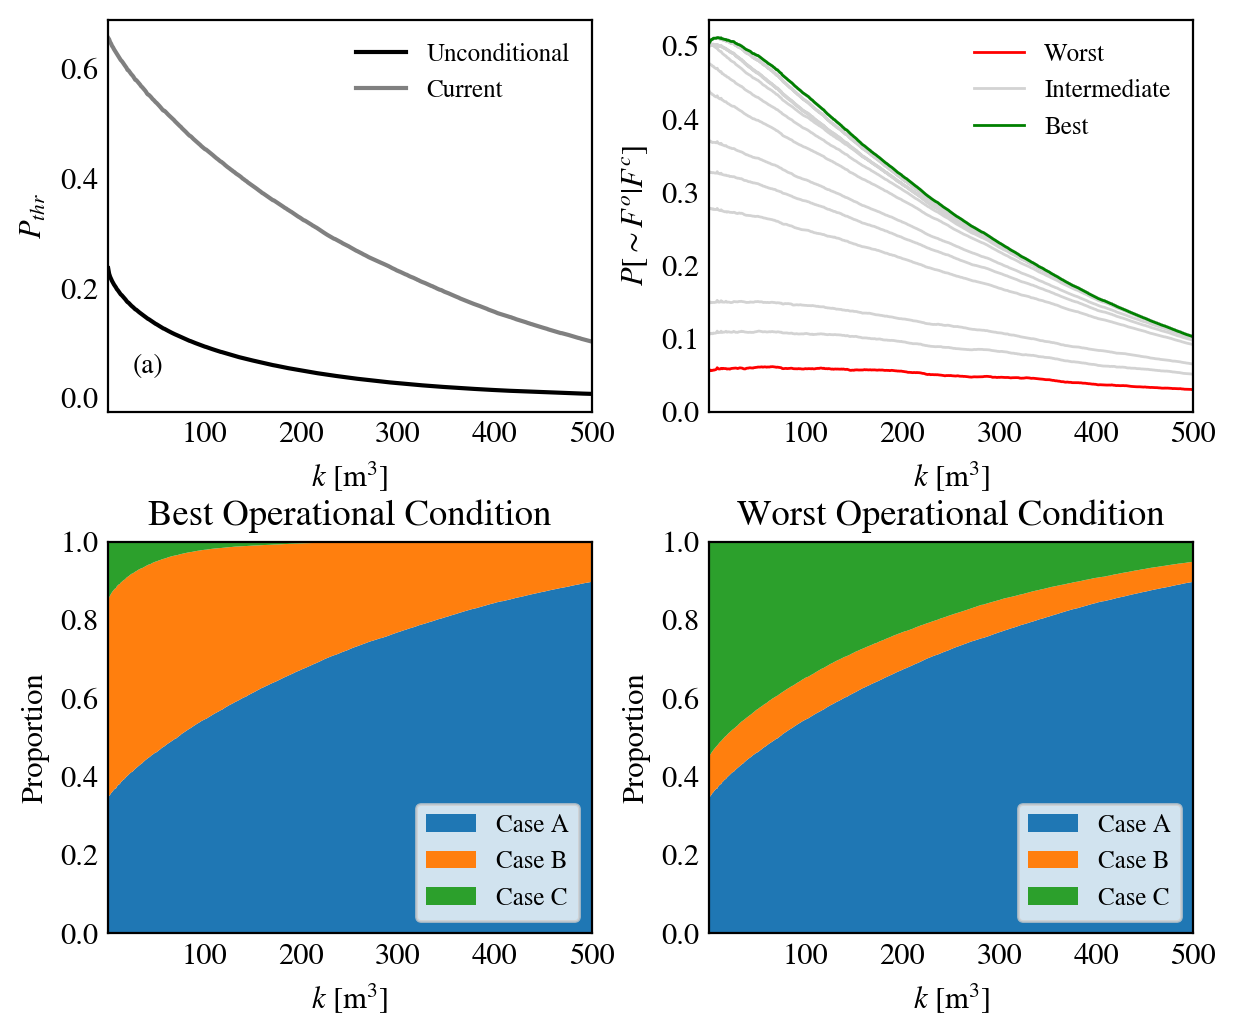 0.6
0.4
0.2
0.0
P_thr
Unconditional
Current
(a)
100 200 300 400 500
k [m³]
0.5
0.4
0.3
0.2
0.1
0.0
P[~F^o|F^c]
Worst
Intermediate
Best
100 200 300 400 500
k [m³]
Best Operational Condition
1.0
0.8
0.6
0.4
0.2
0.0
Proportion
Case A
Case B
Case C
100 200 300 400 500
k [m³]
Worst Operational Condition
1.0
0.8
0.6
0.4
0.2
0.0
Proportion
Case A
Case B
Case C
100 200 300 400 500
k [m³]